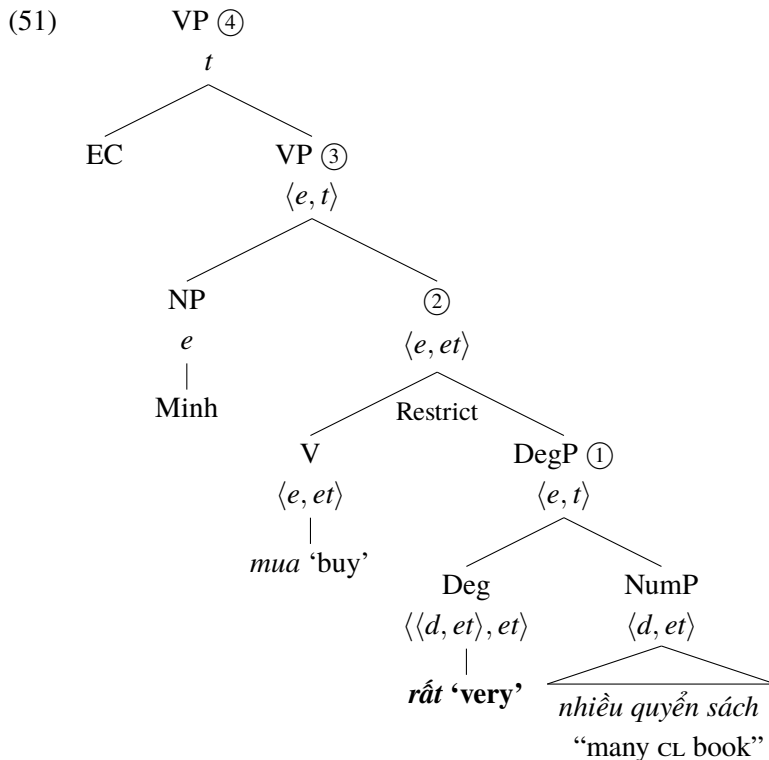 (51) VP ④
t
EC VP ③
⟨e, t⟩
NP ②
e ⟨e, et⟩
Minh Restrict
V DegP ①
⟨e, et⟩ ⟨e, t⟩
mua ‘buy’
Deg NumP
⟨⟨d, et⟩, et⟩ ⟨d, et⟩
rất ‘very’ nhiều quyển sách
“many CL book”